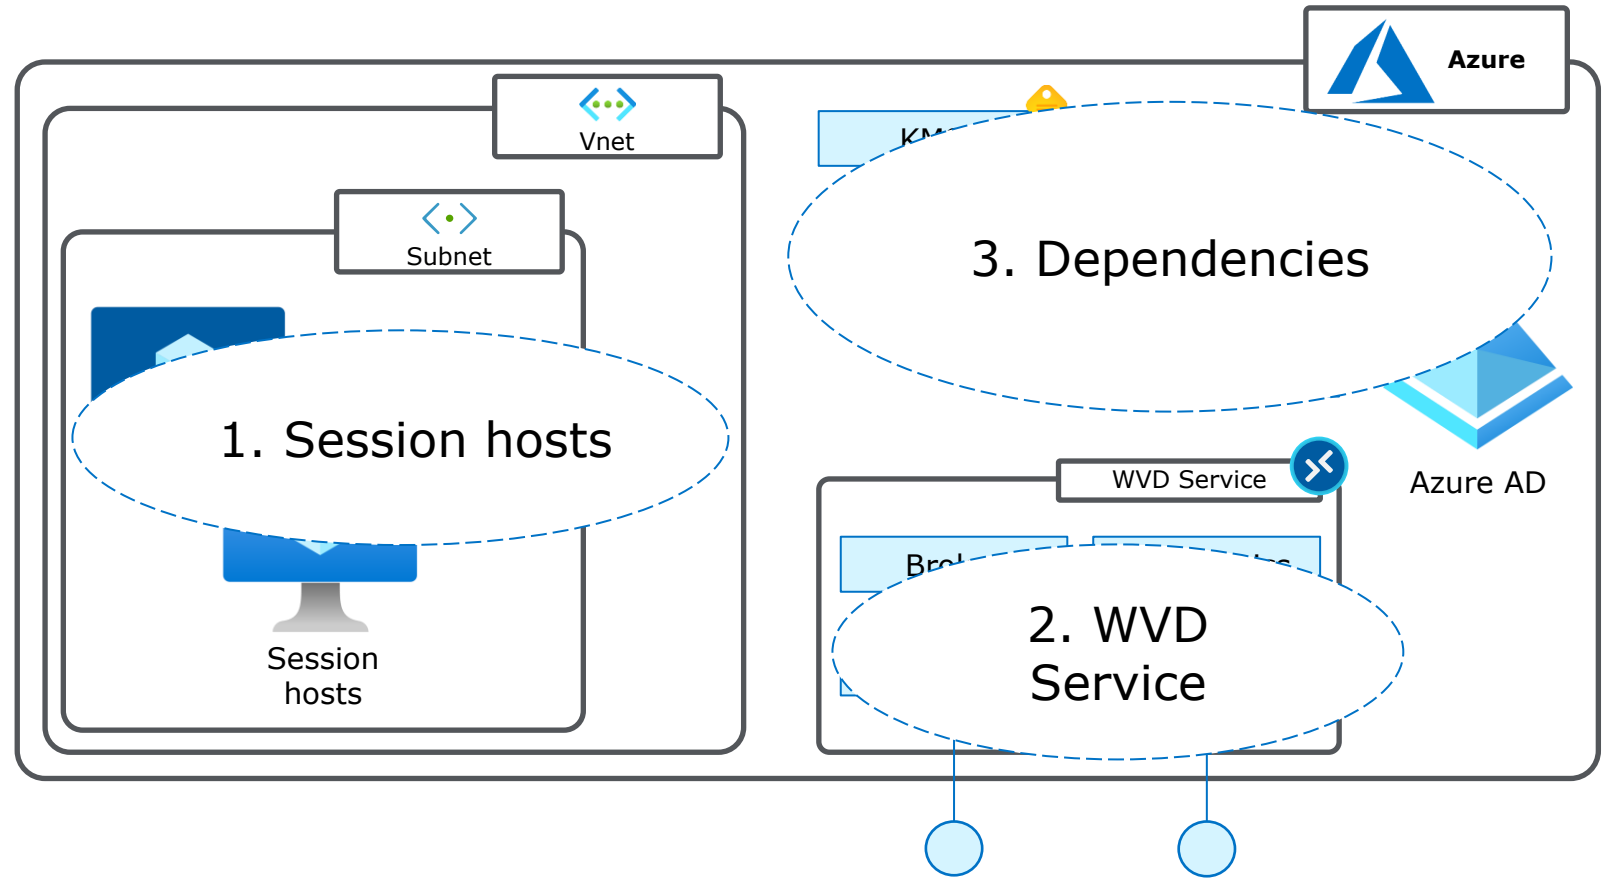 Azure
Vnet
Subnet
3. Dependencies
1. Session hosts
WVD Service
Azure AD
2. WVD
Service
Session
hosts